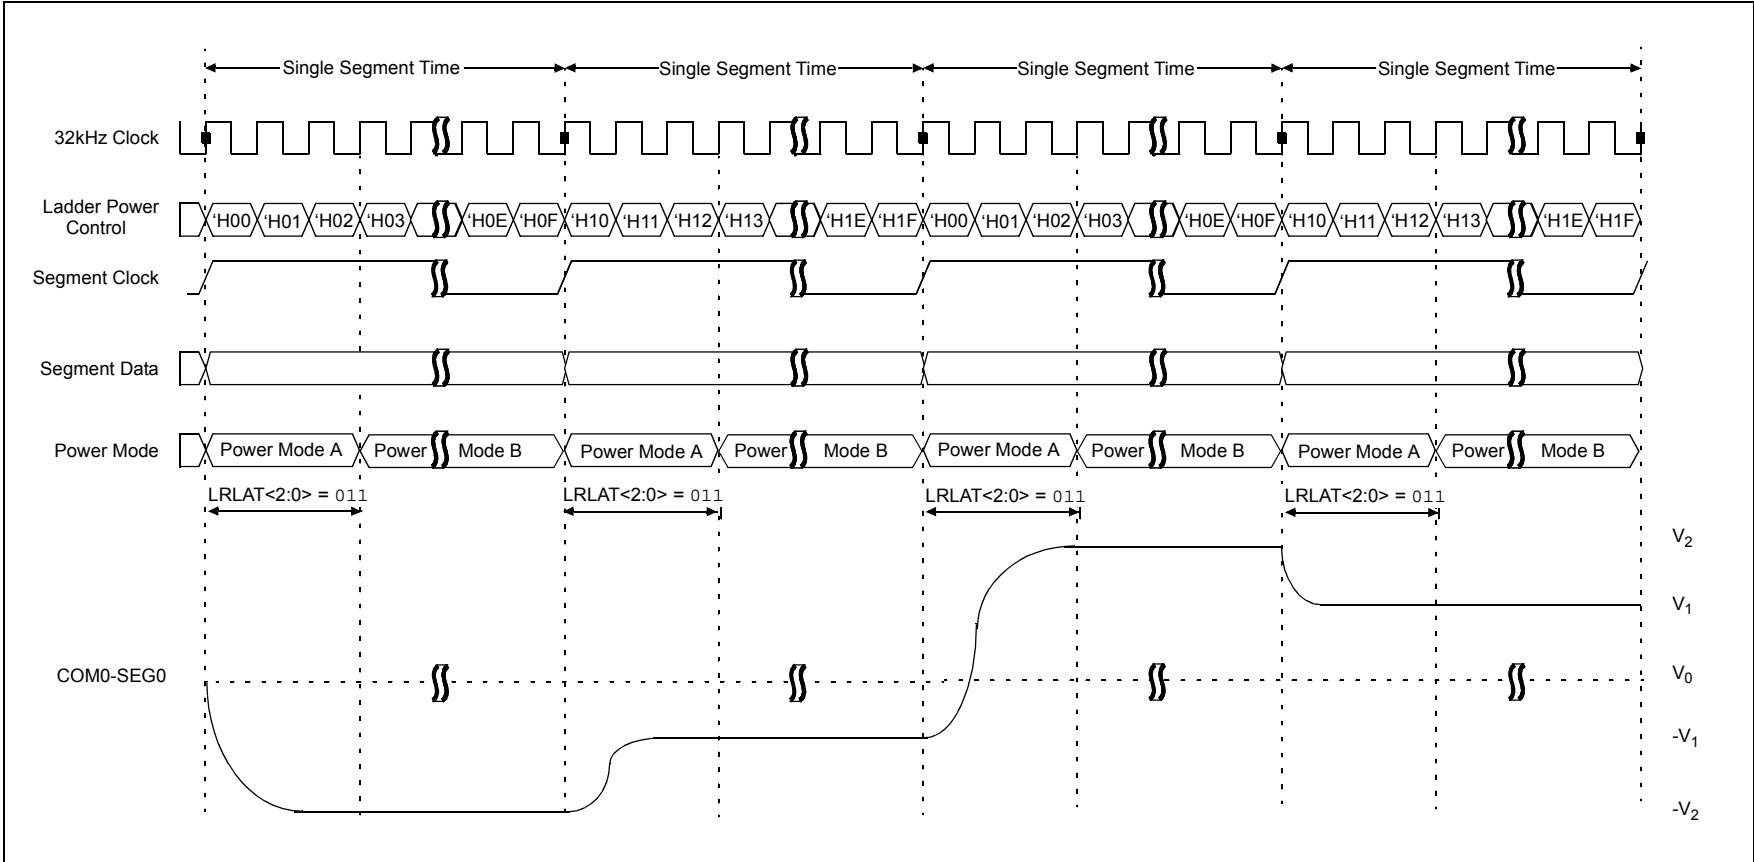 Single Segment Time Single Segment Time Single Segment Time Single Segment Time
32kHz Clock
Ladder Power
Control
‘H00 ‘H01 ‘H02 ‘H03 ‘H0E ‘H0F ‘H10 ‘H11 ‘H12 ‘H13 ‘H1E ‘H1F ‘H00 ‘H01 ‘H02 ‘H03 ‘H0E ‘H0F ‘H10 ‘H11 ‘H12 ‘H13 ‘H1E ‘H1F
Segment Clock
Segment Data
Power Mode Power Mode A Power Mode B Power Mode A Power Mode B Power Mode A Power Mode B Power Mode A Power Mode B
LRLAT<2:0> = 011 LRLAT<2:0> = 011 LRLAT<2:0> = 011 LRLAT<2:0> = 011
V2
V1
COM0-SEG0 V0
-V1
-V2